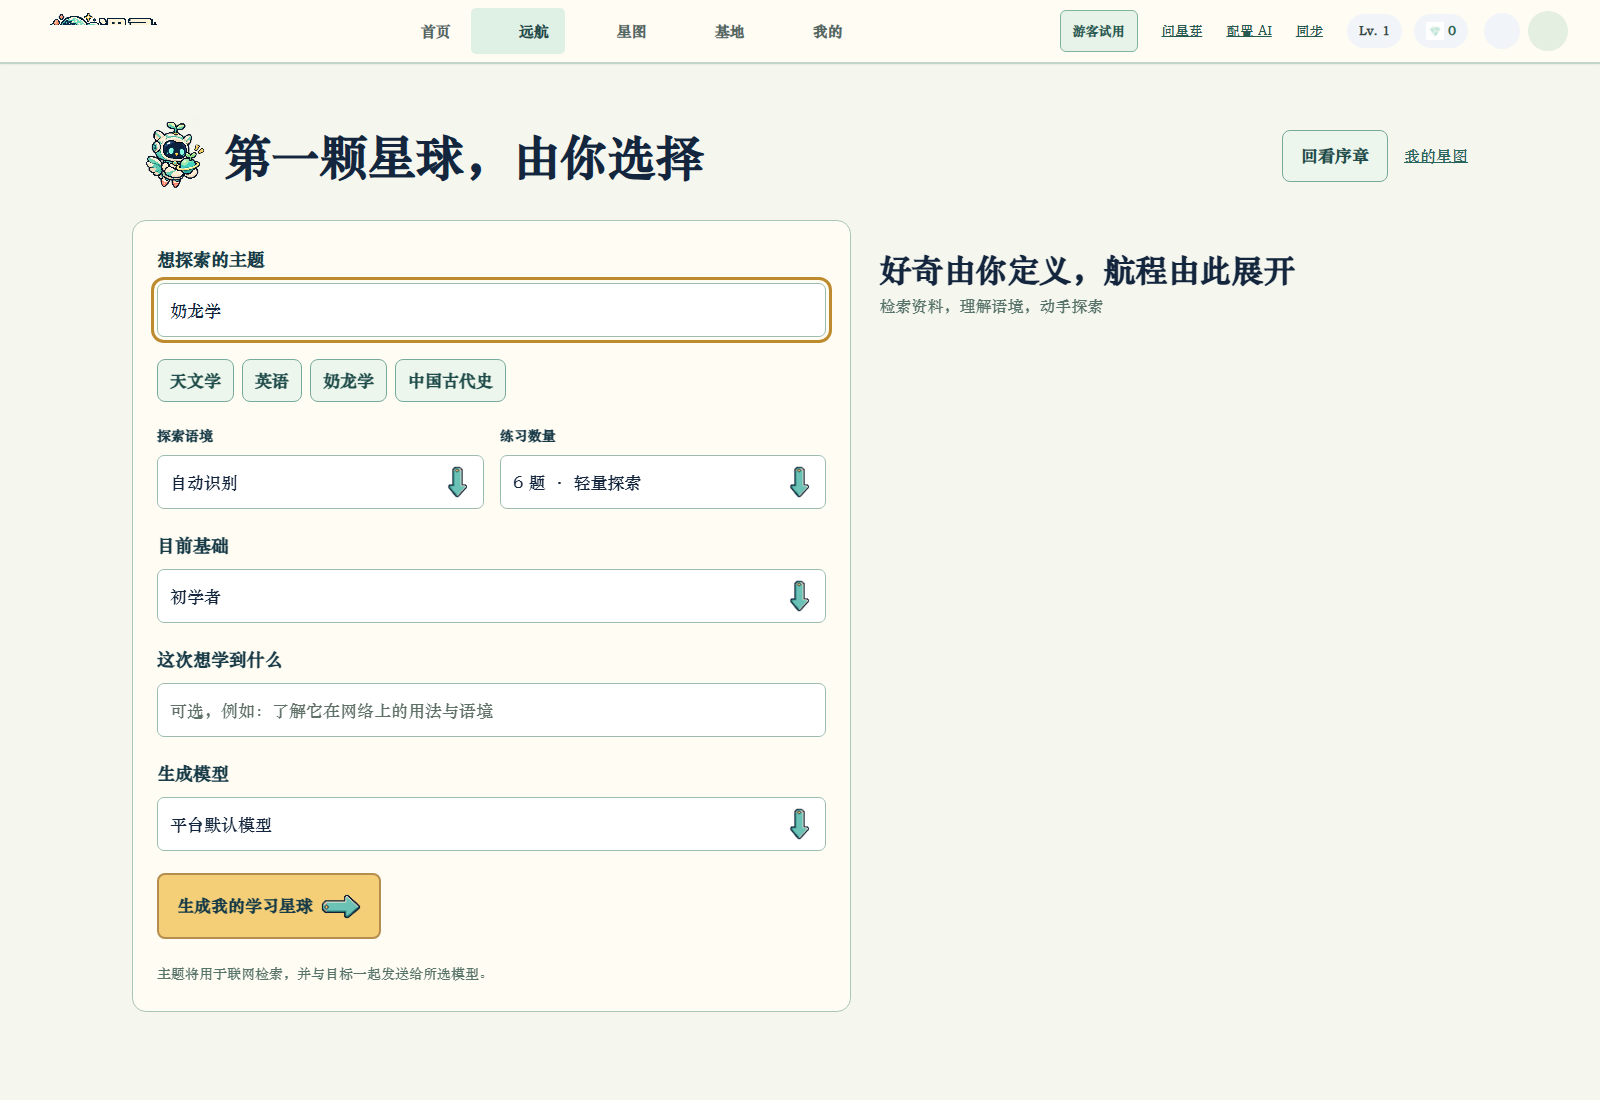 首页 远航 星图 基地 我的 游客试用 问星芽 配置 AI 同步 Lv. 1 0
第一颗星球，由你选择
回看序章 我的星图
想探索的主题
奶龙学
天文学 英语 奶龙学 中国古代史
探索语境 练习数量
自动识别 6 题 · 轻量探索
目前基础
初学者
这次想学到什么
可选，例如：了解它在网络上的用法与语境
生成模型
平台默认模型
生成我的学习星球
主题将用于联网检索，并与目标一起发送给所选模型。
好奇由你定义，航程由此展开
检索资料，理解语境，动手探索